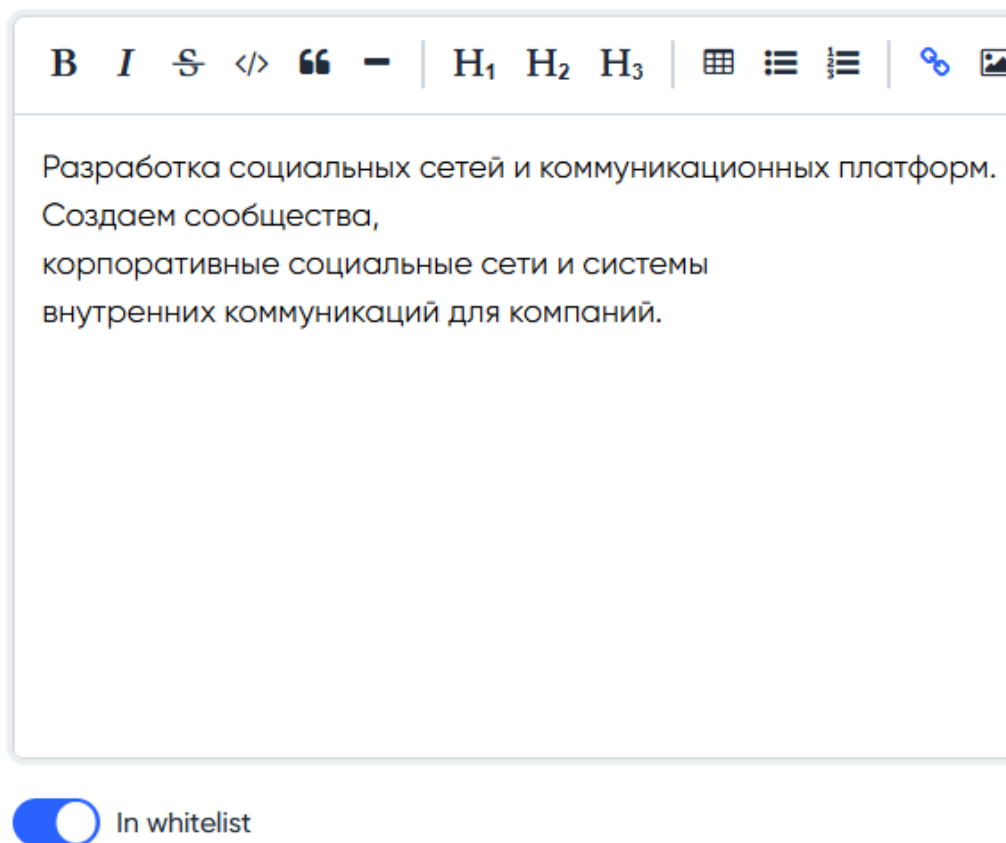 B I S </> ❝ — H1 H2 H3
Разработка социальных сетей и коммуникационных платформ.
Создаем сообщества,
корпоративные социальные сети и системы
внутренних коммуникаций для компаний.
In whitelist